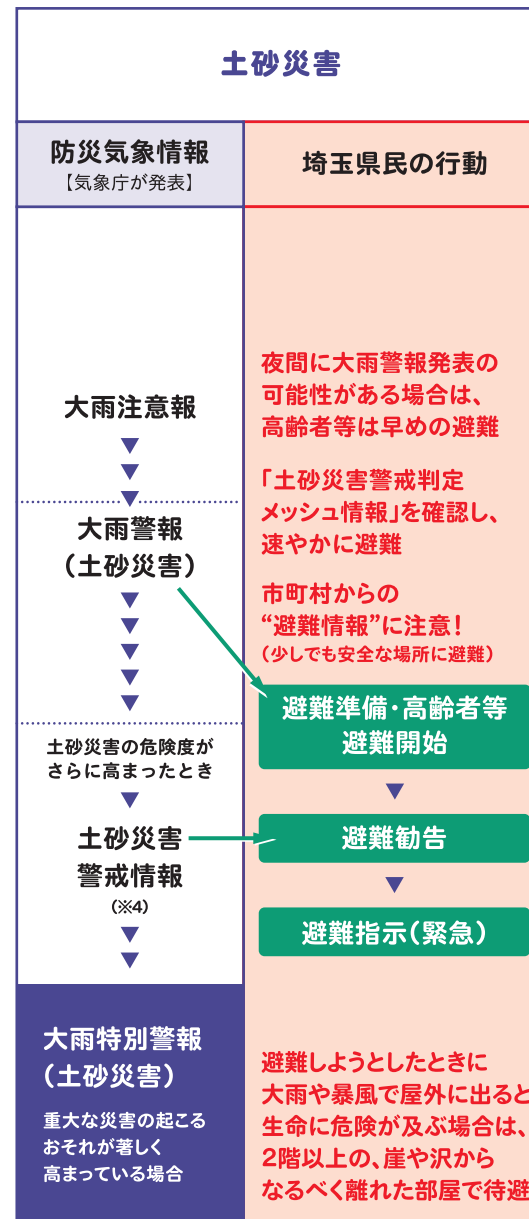 土砂災害
防災気象情報
【気象庁が発表】
埼玉県民の行動
大雨注意報
大雨警報
(土砂災害)
土砂災害の危険度が
さらに高まったとき
土砂災害
警戒情報
(※4)
大雨特別警報
(土砂災害)
重大な災害の起こる
おそれが著しく
高まっている場合
夜間に大雨警報発表の
可能性がある場合は、
高齢者等は早めの避難
「土砂災害警戒判定
メッシュ情報」を確認し、
速やかに避難
市町村からの
“避難情報”に注意!
(少しでも安全な場所に避難)
避難準備・高齢者等
避難開始
避難勧告
避難指示(緊急)
避難しようとしたときに
大雨や暴風で屋外に出ると
生命に危険が及ぶ場合は、
2階以上の、崖や沢から
なるべく離れた部屋で待避